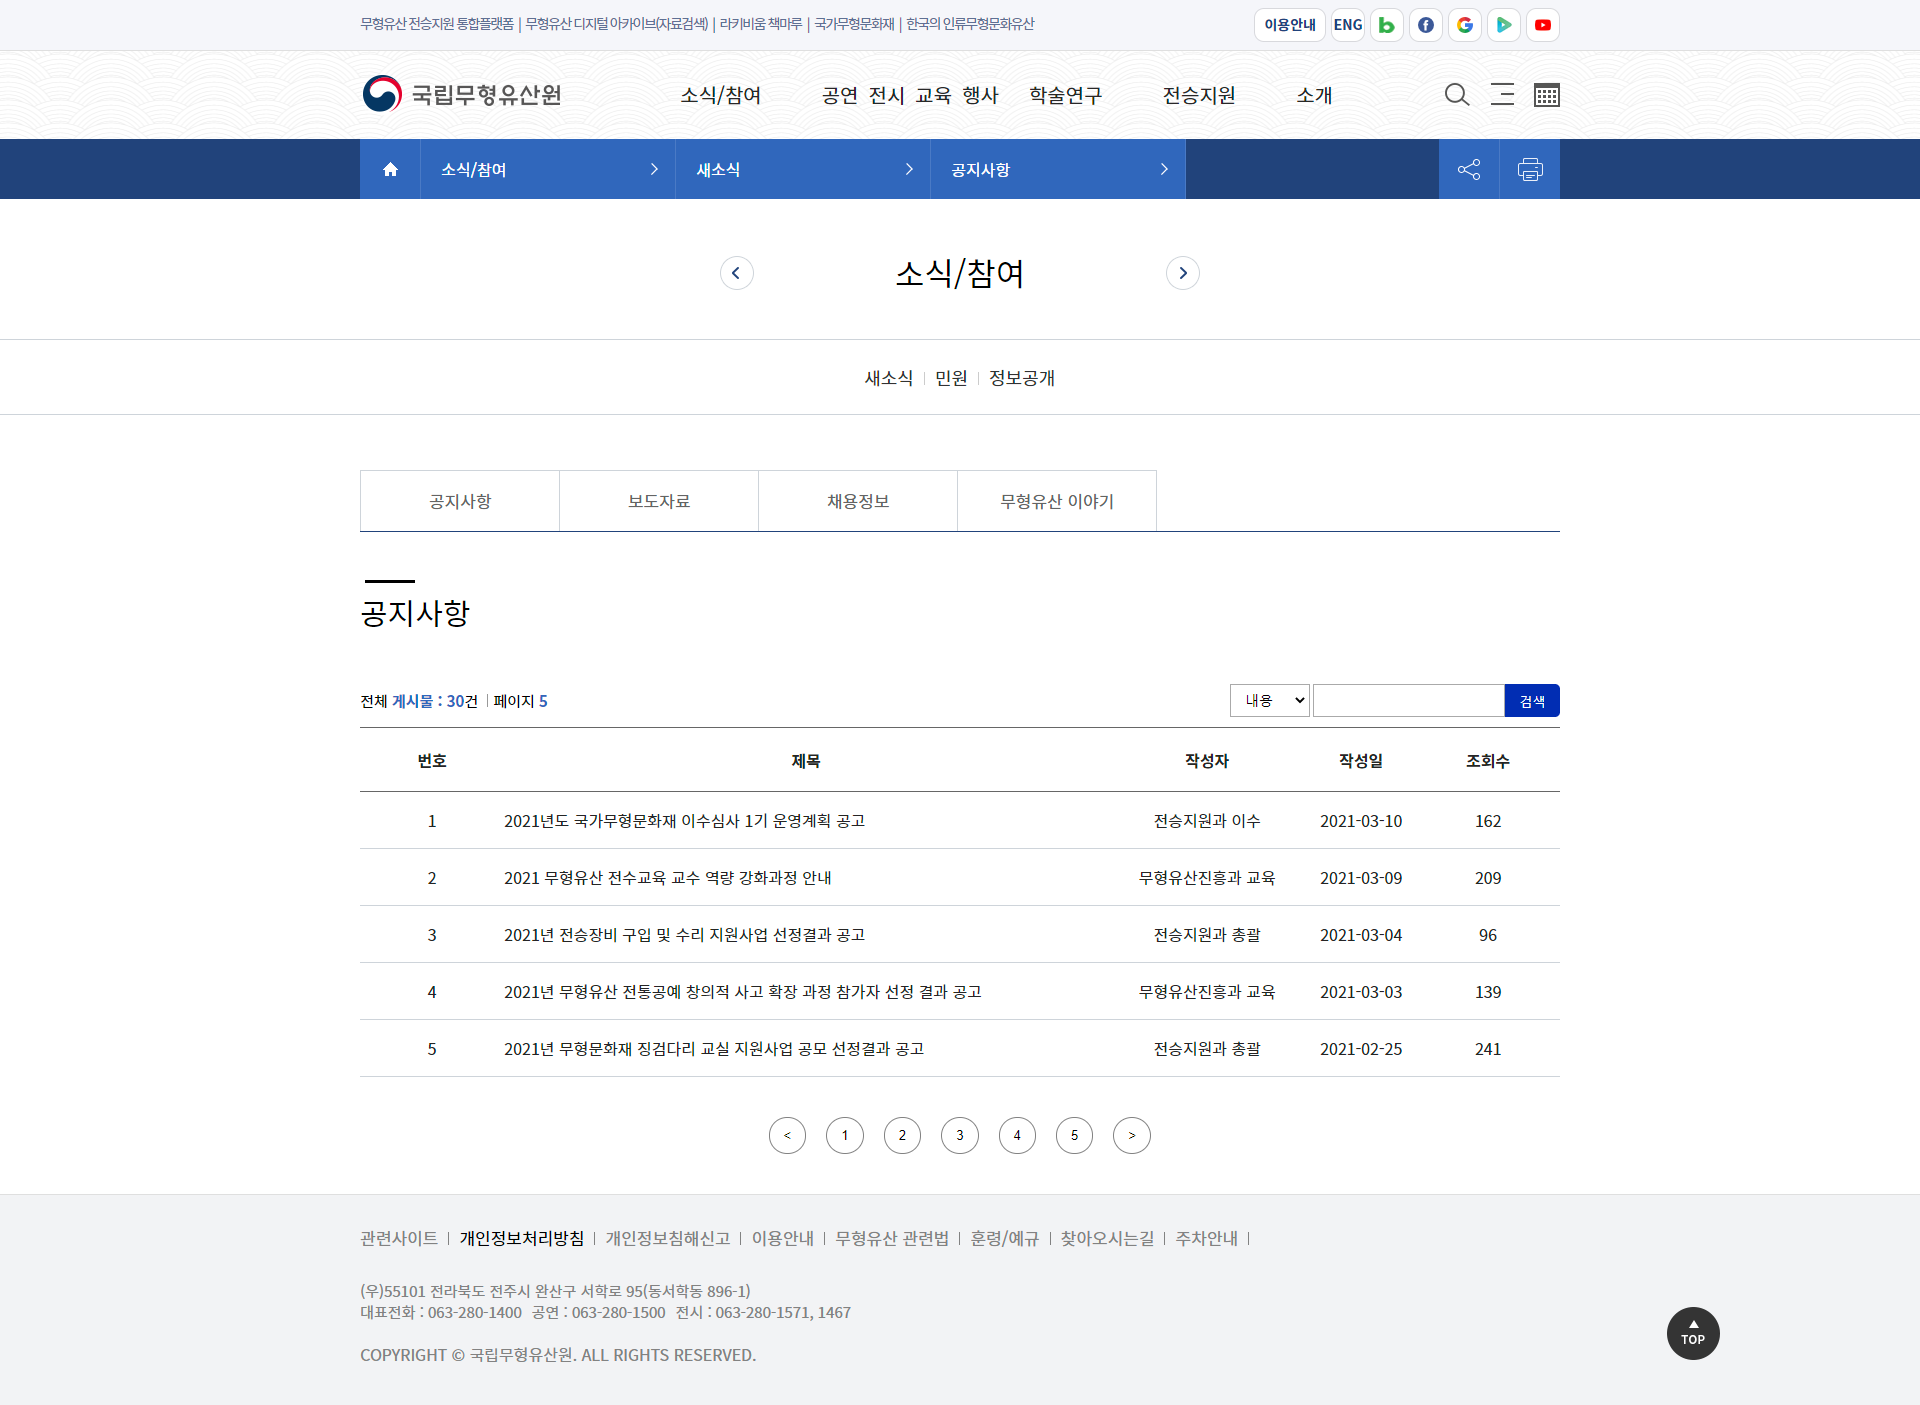 무형유산 전승지원 통합플랫폼 | 무형유산 디지털 아카이브(자료검색) | 라키비움 책마루 | 국가무형문화재 | 한국의 인류무형문화유산
이용안내 ENG
국립무형유산원 소식/참여 공연 전시 교육 행사 학술연구 전승지원 소개
소식/참여 새소식 공지사항
소식/참여
새소식 민원 정보공개
공지사항 보도자료 채용정보 무형유산 이야기
공지사항
전체 게시물 : 30건 페이지 5 내용 검색
번호 제목 작성자 작성일 조회수
1 2021년도 국가무형문화재 이수심사 1기 운영계획 공고 전승지원과 이수 2021-03-10 162
2 2021 무형유산 전수교육 교수 역량 강화과정 안내 무형유산진흥과 교육 2021-03-09 209
3 2021년 전승장비 구입 및 수리 지원사업 선정결과 공고 전승지원과 총괄 2021-03-04 96
4 2021년 무형유산 전통공예 창의적 사고 확장 과정 참가자 선정 결과 공고 무형유산진흥과 교육 2021-03-03 139
5 2021년 무형문화재 징검다리 교실 지원사업 공모 선정결과 공고 전승지원과 총괄 2021-02-25 241
< 1 2 3 4 5 >
관련사이트 개인정보처리방침 개인정보침해신고 이용안내 무형유산 관련법 훈령/예규 찾아오시는길 주차안내
(우)55101 전라북도 전주시 완산구 서학로 95(동서학동 896-1)
대표전화 : 063-280-1400 공연 : 063-280-1500 전시 : 063-280-1571, 1467
TOP
COPYRIGHT © 국립무형유산원. ALL RIGHTS RESERVED.